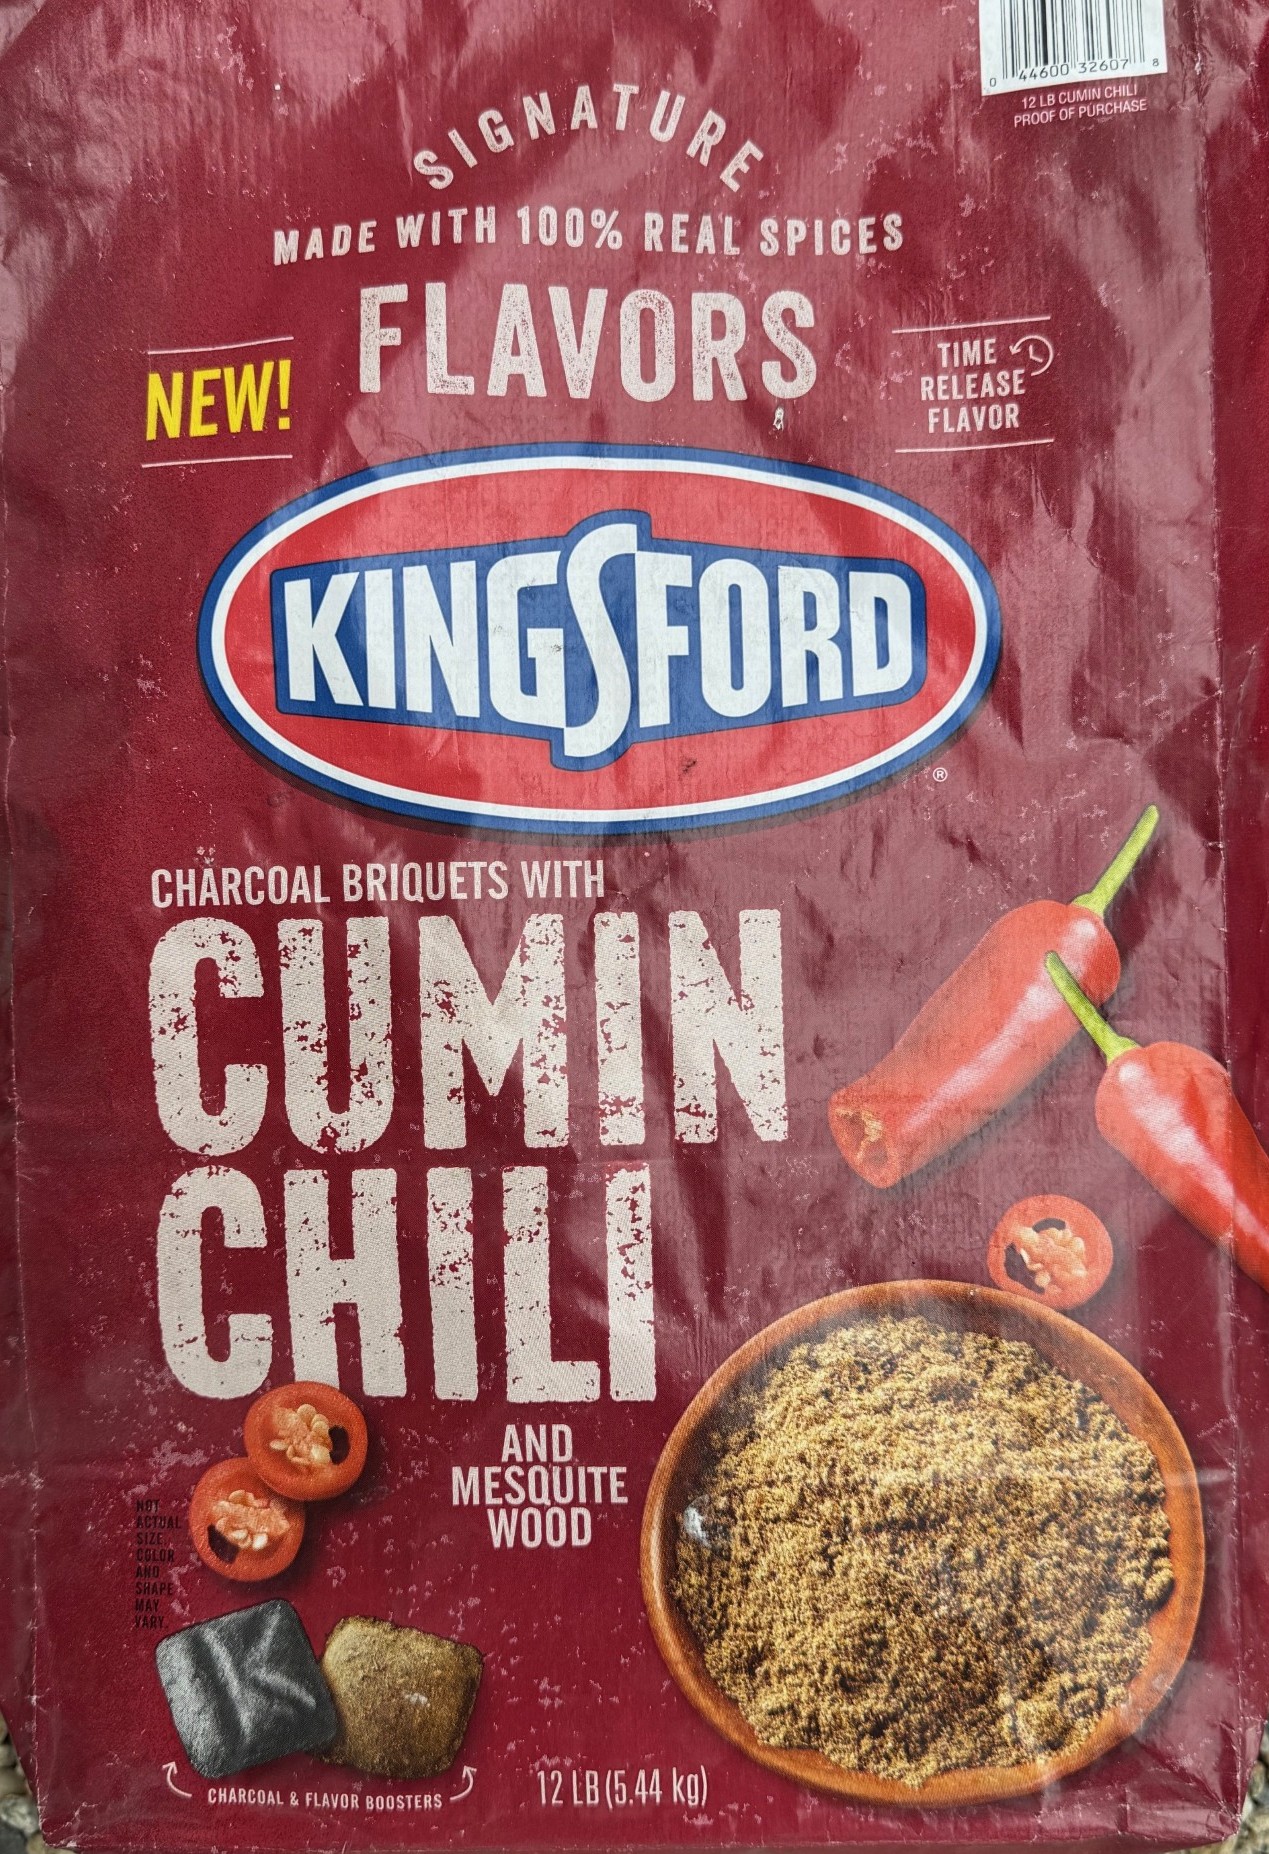 0 44600 32607 8
12 LB CUMIN CHILI
PROOF OF PURCHASE
SIGNATURE
MADE WITH 100% REAL SPICES
FLAVORS
NEW!
TIME
RELEASE
FLAVOR
KINGSFORD
®
CHARCOAL BRIQUETS WITH
CUMIN
CHILI
AND
MESQUITE
WOOD
NOT
ACTUAL
SIZE.
COLOR
AND
SHAPE
MAY
VARY.
CHARCOAL & FLAVOR BOOSTERS
12 LB (5.44 kg)